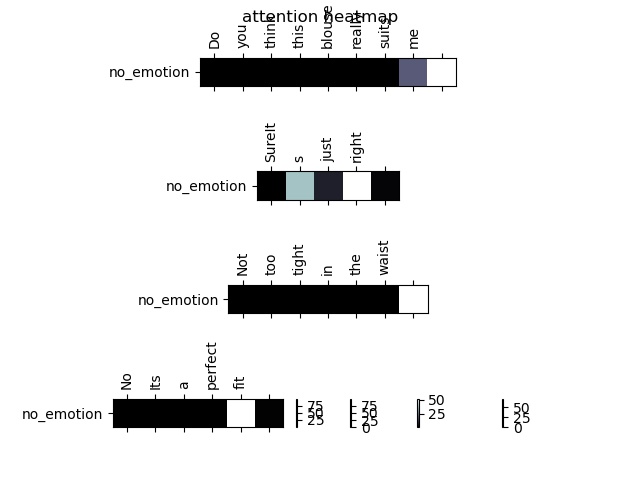 attention heatmap
Do you think this blouse really suits me
no_emotion
SureIt s just right
no_emotion
Not too tight in the waist
no_emotion
No Its a perfect fit
no_emotion
75 75 50 50
50 50 25 25
25 25 0
0